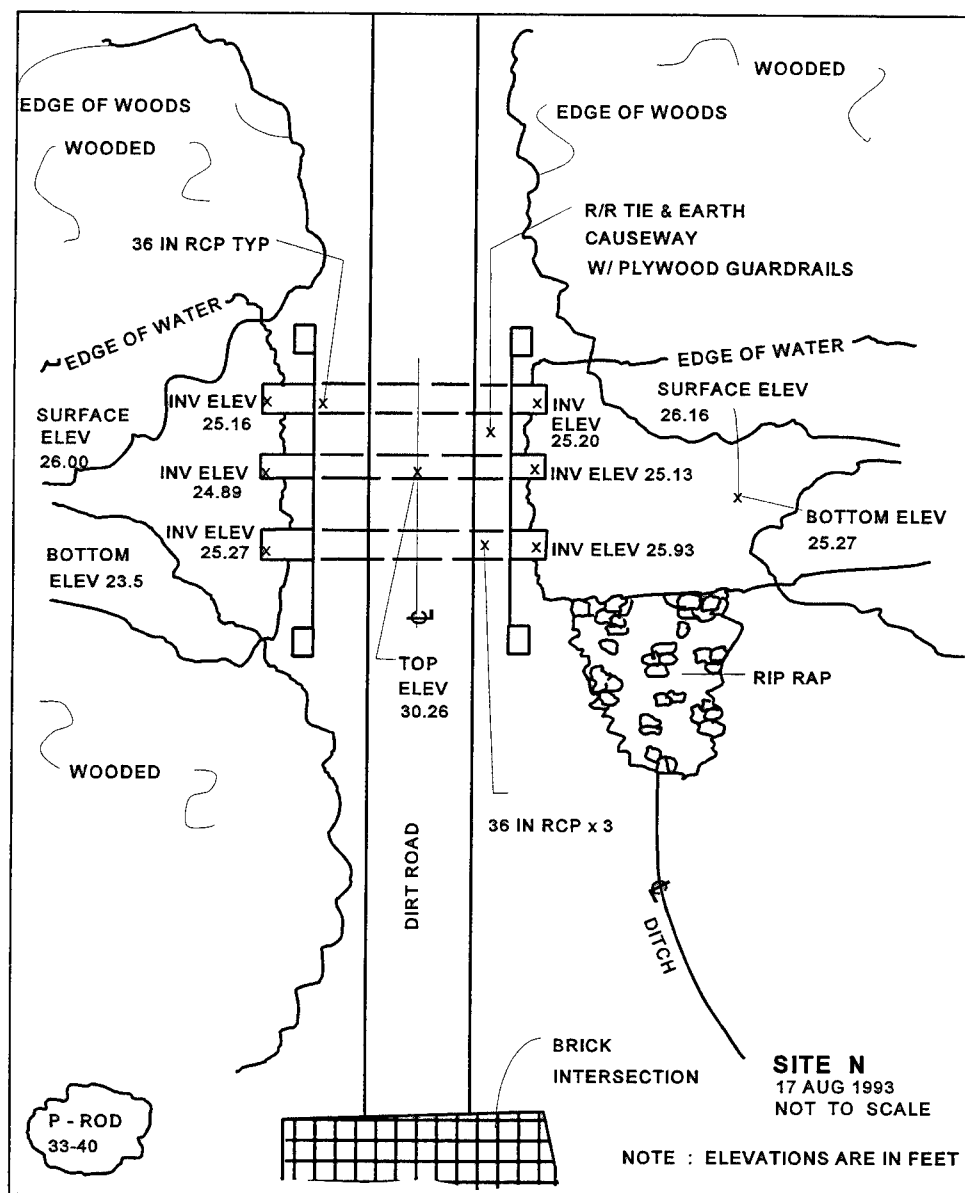 WOODED
EDGE OF WOODS
EDGE OF WOODS
WOODED
R/R TIE & EARTH
CAUSEWAY
W/ PLYWOOD GUARDRAILS
36 IN RCP TYP
EDGE OF WATER
EDGE OF WATER
SURFACE ELEV
26.16
INV ELEV
25.16
INV
ELEV
25.20
SURFACE
ELEV
26.00
INV ELEV
24.89
INV ELEV 25.13
BOTTOM ELEV
25.27
INV ELEV
25.27
INV ELEV 25.93
BOTTOM
ELEV 23.5
℄
TOP
ELEV
30.26
RIP RAP
WOODED
36 IN RCP x 3
DIRT ROAD
℄ DITCH
BRICK
INTERSECTION
SITE N
17 AUG 1993
NOT TO SCALE
P - ROD
33-40
NOTE : ELEVATIONS ARE IN FEET